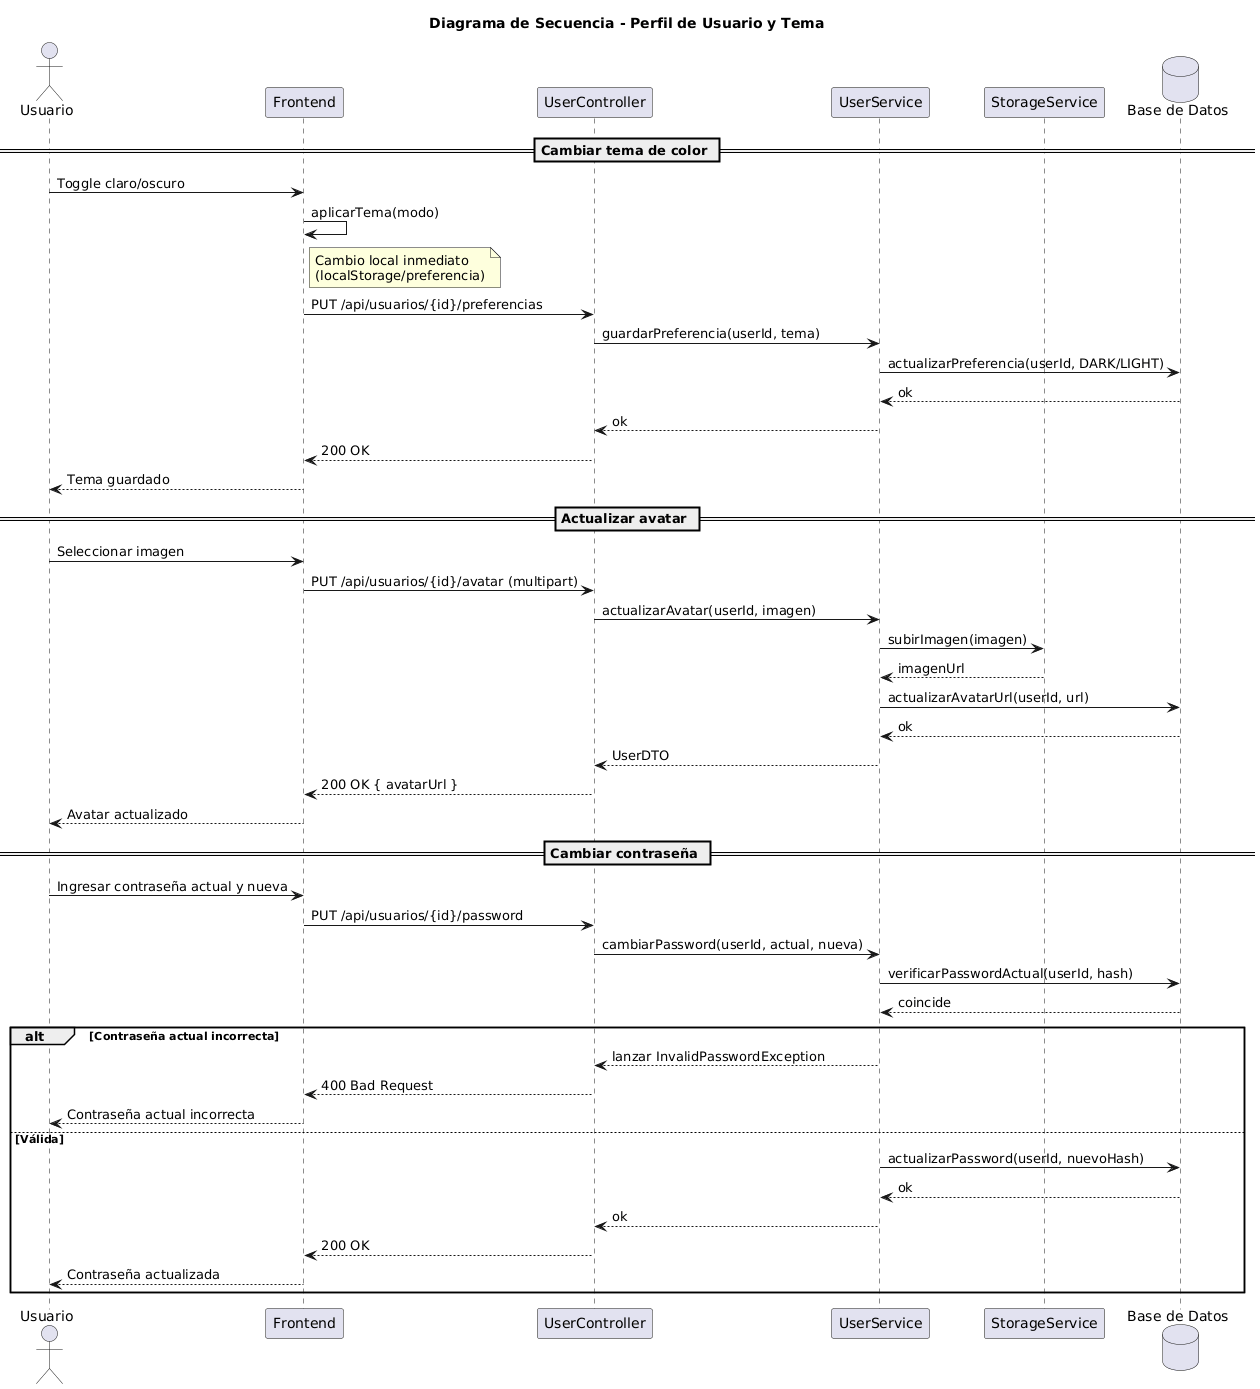 Diagrama de Secuencia - Perfil de Usuario y Tema
Usuario
Frontend
UserController
UserService
StorageService
Base de Datos
Cambiar tema de color
Toggle claro/oscuro
aplicarTema(modo)
Cambio local inmediato
(localStorage/preferencia)
PUT /api/usuarios/{id}/preferencias
guardarPreferencia(userId, tema)
actualizarPreferencia(userId, DARK/LIGHT)
ok
ok
200 OK
Tema guardado
Actualizar avatar
Seleccionar imagen
PUT /api/usuarios/{id}/avatar (multipart)
actualizarAvatar(userId, imagen)
subirImagen(imagen)
imagenUrl
actualizarAvatarUrl(userId, url)
ok
UserDTO
200 OK { avatarUrl }
Avatar actualizado
Cambiar contraseña
Ingresar contraseña actual y nueva
PUT /api/usuarios/{id}/password
cambiarPassword(userId, actual, nueva)
verificarPasswordActual(userId, hash)
coincide
alt
[Contraseña actual incorrecta]
lanzar InvalidPasswordException
400 Bad Request
Contraseña actual incorrecta
[Válida]
actualizarPassword(userId, nuevoHash)
ok
ok
200 OK
Contraseña actualizada
Usuario
Frontend
UserController
UserService
StorageService
Base de Datos